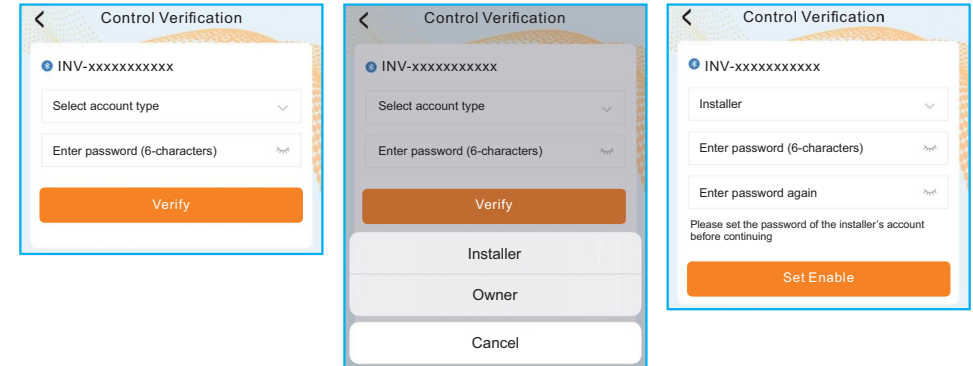 Control Verification
INV-xxxxxxxxxxx
Select account type
Enter password (6-characters)
Verify
Control Verification
INV-xxxxxxxxxxx
Select account type
Enter password (6-characters)
Verify
Installer
Owner
Cancel
Control Verification
INV-xxxxxxxxxxx
Installer
Enter password (6-characters)
Enter password again
Please set the password of the installer's account
before continuing
Set Enable